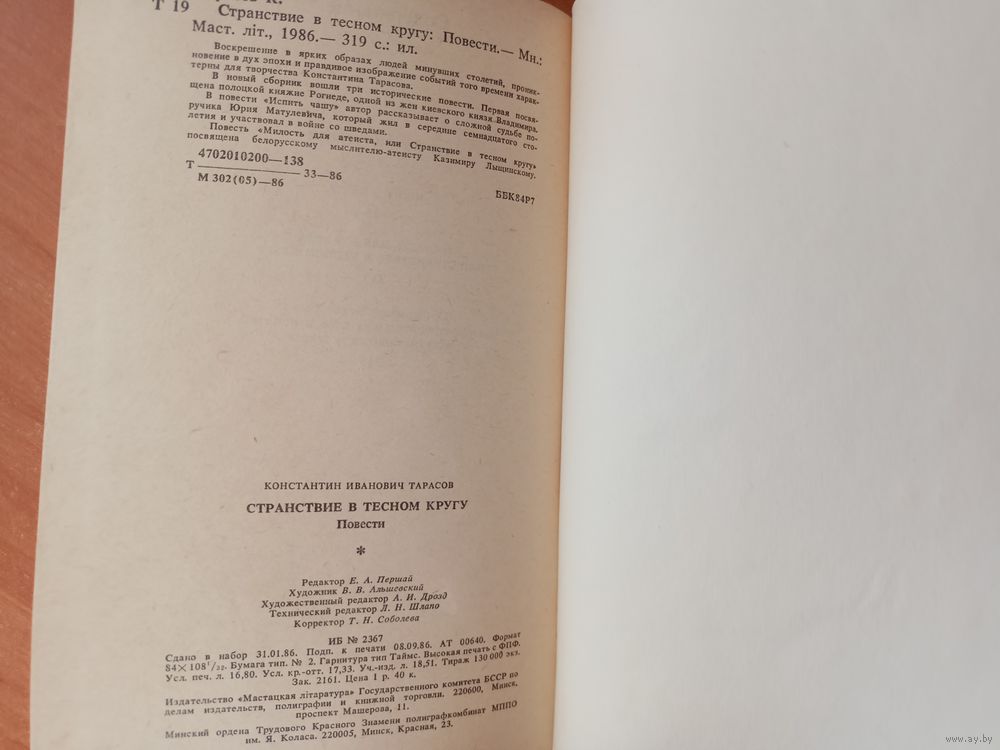 Т 19
Странствие в тесном кругу: Повести.— Мн.:
Маст. літ., 1986.— 319 с.: ил.
Воскрешение в ярких образах людей минувших столетий, проник-
новение в дух эпохи и правдивое изображение событий того времени харак-
терны для творчества Константина Тарасова.
В новый сборник вошли три исторические повести. Первая посвя-
щена полоцкой княжне Рогнеде, одной из жен киевского князя Владимира.
В повести «Испить чашу» автор рассказывает о сложной судьбе по-
ручика Юрия Матулевича, который жил в середине семнадцатого сто-
летия и участвовал в войне со шведами.
Повесть «Милость для атеиста, или Странствие в тесном кругу»
посвящена белорусскому мыслителю-атеисту Казимиру Лыщинскому.
4702010200—138
Т 33—86
М 302(05)—86
ББК84Р7
КОНСТАНТИН ИВАНОВИЧ ТАРАСОВ
СТРАНСТВИЕ В ТЕСНОМ КРУГУ
Повести
*
Редактор Е. А. Першай
Художник В. В. Альшевский
Художественный редактор А. И. Дрозд
Технический редактор Л. Н. Шлапо
Корректор Т. Н. Соболева
ИБ № 2367
Сдано в набор 31.01.86. Подп. к печати 08.09.86. АТ 00640. Формат
84×108¹/₃₂. Бумага тип. № 2. Гарнитура тип Таймс. Высокая печать с ФПФ.
Усл. печ. л. 16,80. Усл. кр.-отт. 17,33. Уч.-изд. л. 18,51. Тираж 130 000 экз.
Зак. 2161. Цена 1 р. 40 к.
Издательство «Мастацкая літаратура» Государственного комитета БССР по
делам издательств, полиграфии и книжной торговли. 220600, Минск,
проспект Машерова, 11.
Минский ордена Трудового Красного Знамени полиграфкомбинат МППО
им. Я. Коласа. 220005, Минск, Красная, 23.
www.ay.by